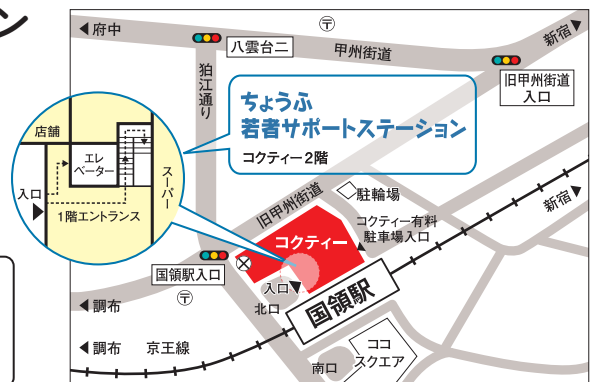 ン
◀府中
〒
八雲台二
甲州街道
新宿▶
旧甲州街道
入口
狛江通り
ちょうふ
若者サポートステーション
コクティー2階
店舗
エレ
ベーター
スーパー
入口
1階エントランス
旧甲州街道
駐輪場
コクティー有料
駐車場入口
新宿▶
コクティー
国領駅入口
〒
入口
北口
国領駅
◀調布
◀調布 京王線
ココ
スクエア
南口